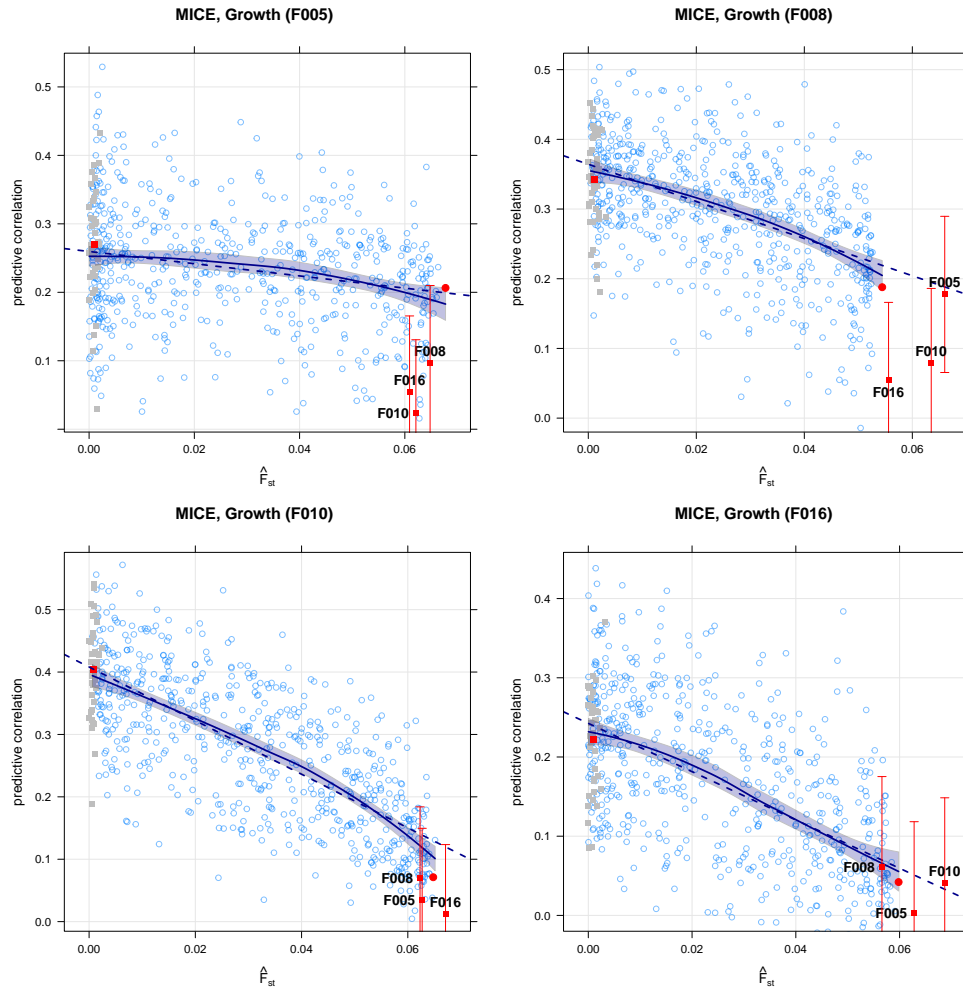 MICE, Growth (F005)
predictive correlation
0.5
0.4
0.3
0.2
0.1
F008
F016
F010
0.00 0.02 0.04 0.06
F̂st
MICE, Growth (F008)
predictive correlation
0.5
0.4
0.3
0.2
0.1
0.0
F005
F010
F016
0.00 0.02 0.04 0.06
F̂st
MICE, Growth (F010)
predictive correlation
0.5
0.4
0.3
0.2
0.1
0.0
F008
F005 F016
0.00 0.02 0.04 0.06
F̂st
MICE, Growth (F016)
predictive correlation
0.4
0.3
0.2
0.1
0.0
F008 F010
F005
0.00 0.02 0.04 0.06
F̂st